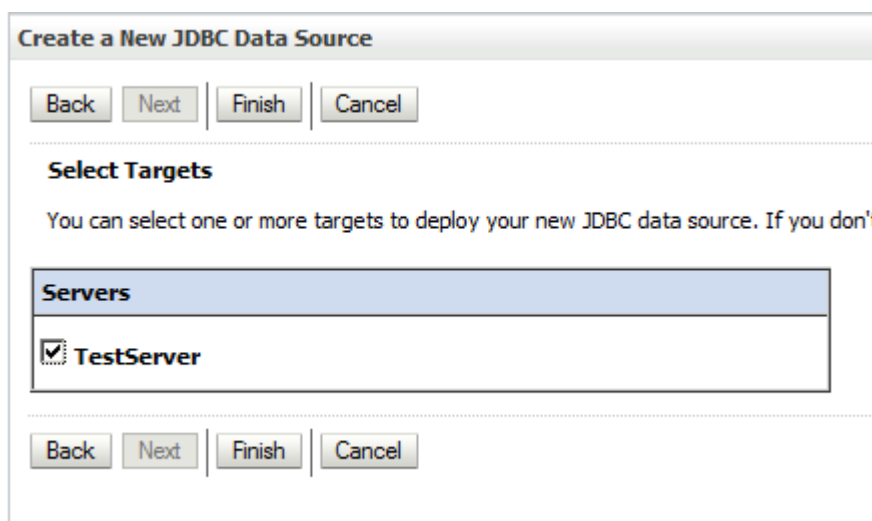 Create a New JDBC Data Source
Back Next Finish Cancel
Select Targets
You can select one or more targets to deploy your new JDBC data source. If you don'
Servers
TestServer
Back Next Finish Cancel